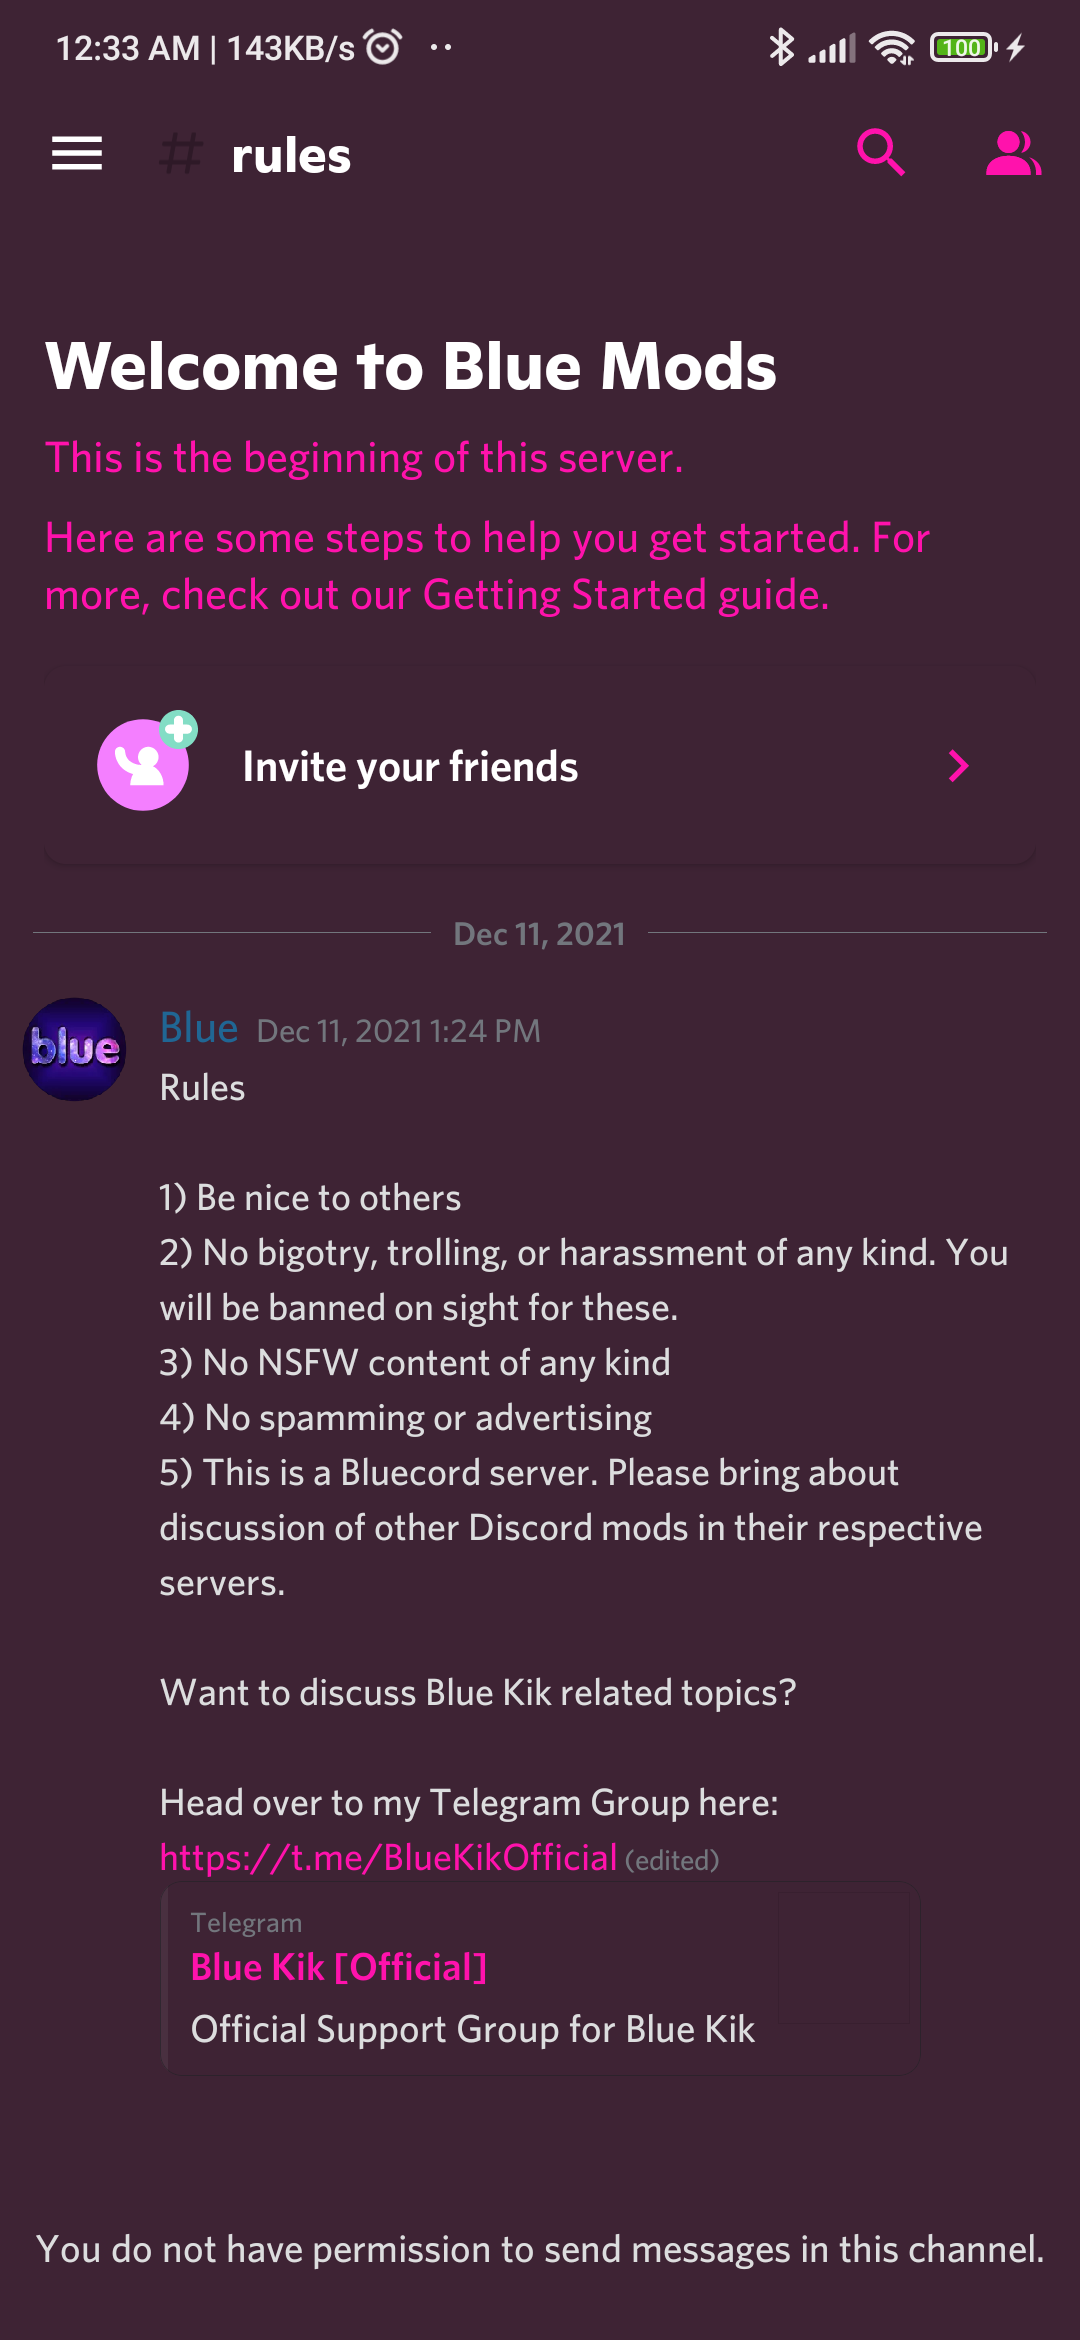 12:33 AM | 143KB/s
100
# rules
Welcome to Blue Mods
This is the beginning of this server.
Here are some steps to help you get started. For
more, check out our Getting Started guide.
Invite your friends
Dec 11, 2021
blue
Blue Dec 11, 2021 1:24 PM
Rules
1) Be nice to others
2) No bigotry, trolling, or harassment of any kind. You
will be banned on sight for these.
3) No NSFW content of any kind
4) No spamming or advertising
5) This is a Bluecord server. Please bring about
discussion of other Discord mods in their respective
servers.
Want to discuss Blue Kik related topics?
Head over to my Telegram Group here:
https://t.me/BlueKikOfficial (edited)
Telegram
Blue Kik [Official]
Official Support Group for Blue Kik
You do not have permission to send messages in this channel.